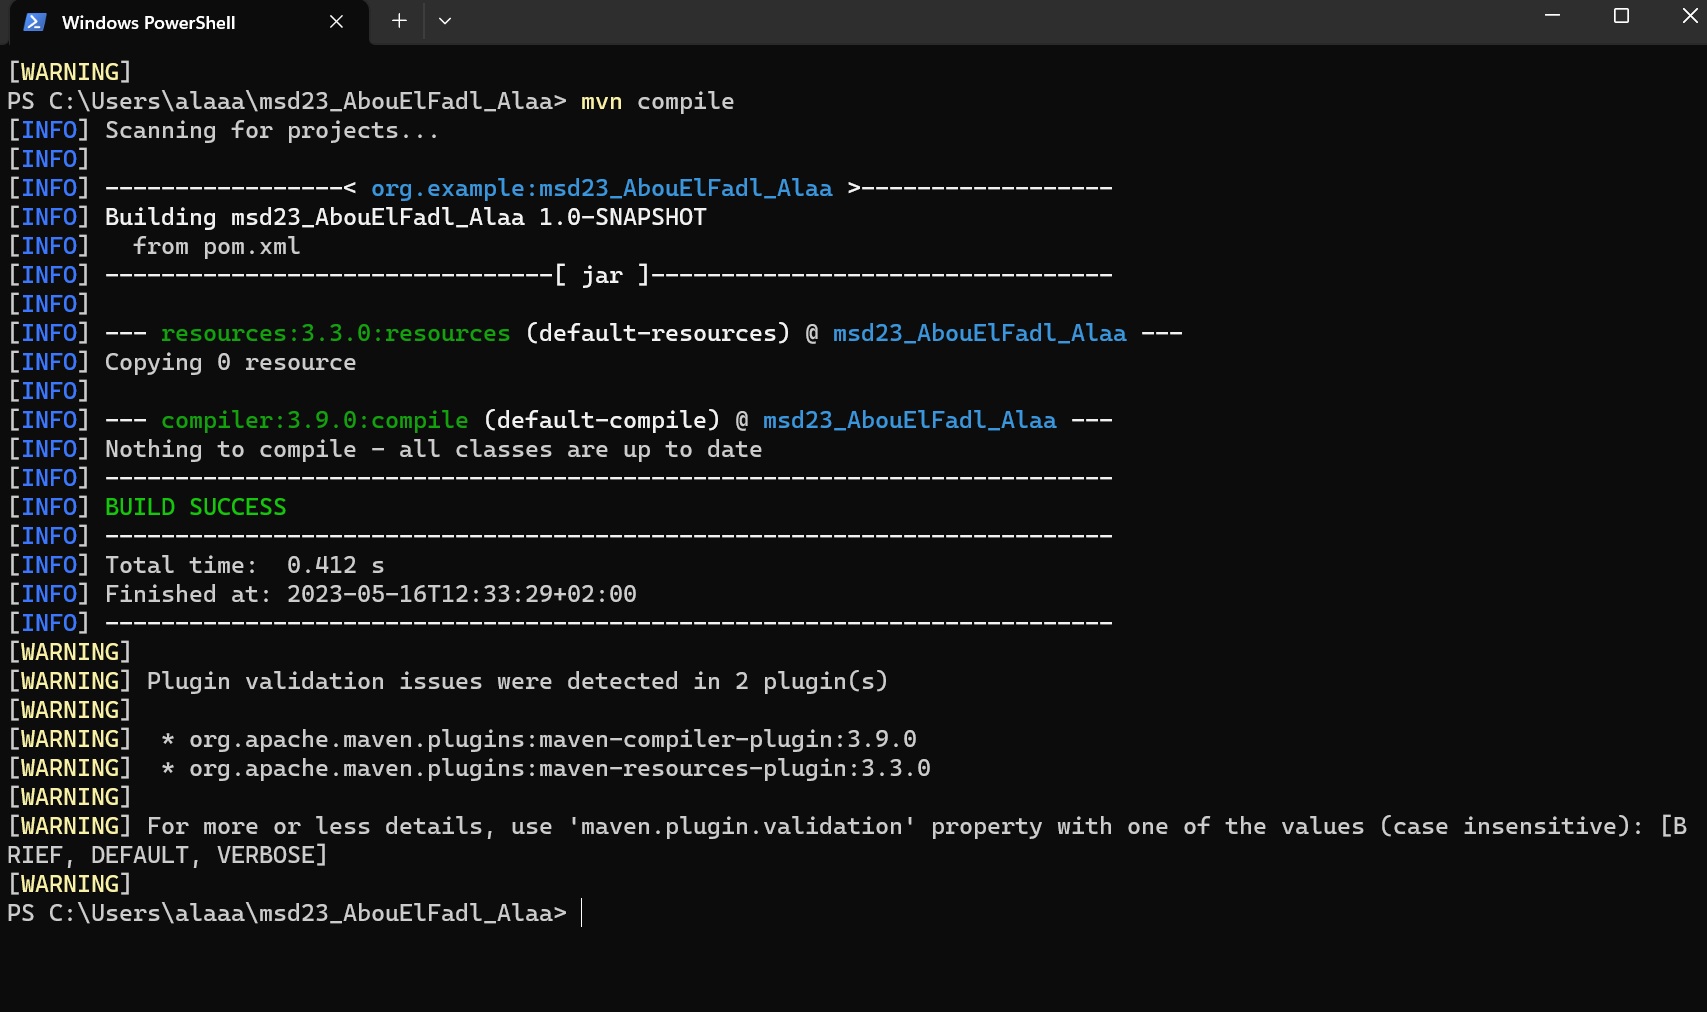 Windows PowerShell
[WARNING]
PS C:\Users\alaaa\msd23_AbouElFadl_Alaa> mvn compile
[INFO] Scanning for projects...
[INFO]
[INFO] -----------------< org.example:msd23_AbouElFadl_Alaa >------------------
[INFO] Building msd23_AbouElFadl_Alaa 1.0-SNAPSHOT
[INFO]   from pom.xml
[INFO] --------------------------------[ jar ]---------------------------------
[INFO]
[INFO] --- resources:3.3.0:resources (default-resources) @ msd23_AbouElFadl_Alaa ---
[INFO] Copying 0 resource
[INFO]
[INFO] --- compiler:3.9.0:compile (default-compile) @ msd23_AbouElFadl_Alaa ---
[INFO] Nothing to compile - all classes are up to date
[INFO] ------------------------------------------------------------------------
[INFO] BUILD SUCCESS
[INFO] ------------------------------------------------------------------------
[INFO] Total time:  0.412 s
[INFO] Finished at: 2023-05-16T12:33:29+02:00
[INFO] ------------------------------------------------------------------------
[WARNING]
[WARNING] Plugin validation issues were detected in 2 plugin(s)
[WARNING]
[WARNING]  * org.apache.maven.plugins:maven-compiler-plugin:3.9.0
[WARNING]  * org.apache.maven.plugins:maven-resources-plugin:3.3.0
[WARNING]
[WARNING] For more or less details, use 'maven.plugin.validation' property with one of the values (case insensitive): [B
RIEF, DEFAULT, VERBOSE]
[WARNING]
PS C:\Users\alaaa\msd23_AbouElFadl_Alaa>